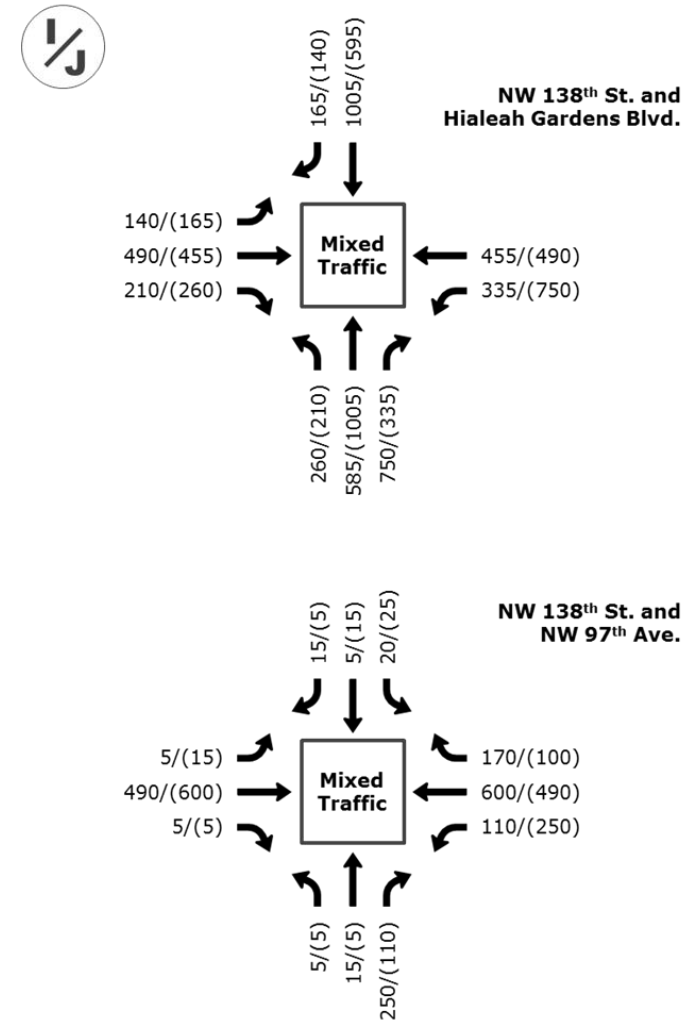 I/J
165/(140)
1005/(595)
NW 138th St. and
Hialeah Gardens Blvd.
140/(165)
490/(455)
210/(260)
Mixed
Traffic
455/(490)
335/(750)
260/(210)
585/(1005)
750/(335)
15/(5)
5/(15)
20/(25)
NW 138th St. and
NW 97th Ave.
5/(15)
490/(600)
5/(5)
Mixed
Traffic
170/(100)
600/(490)
110/(250)
5/(5)
15/(5)
250/(110)